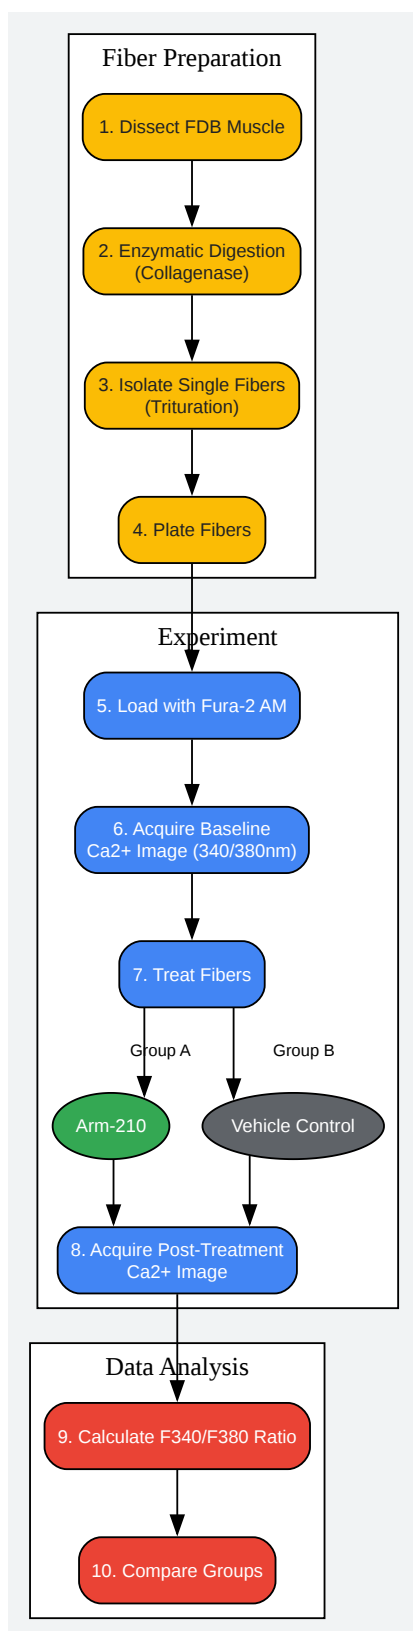 Fiber Preparation
1. Dissect FDB Muscle
2. Enzymatic Digestion
(Collagenase)
3. Isolate Single Fibers
(Trituration)
4. Plate Fibers
Experiment
5. Load with Fura-2 AM
6. Acquire Baseline
Ca2+ Image (340/380nm)
7. Treat Fibers
Group A
Group B
Arm-210
Vehicle Control
8. Acquire Post-Treatment
Ca2+ Image
Data Analysis
9. Calculate F340/F380 Ratio
10. Compare Groups